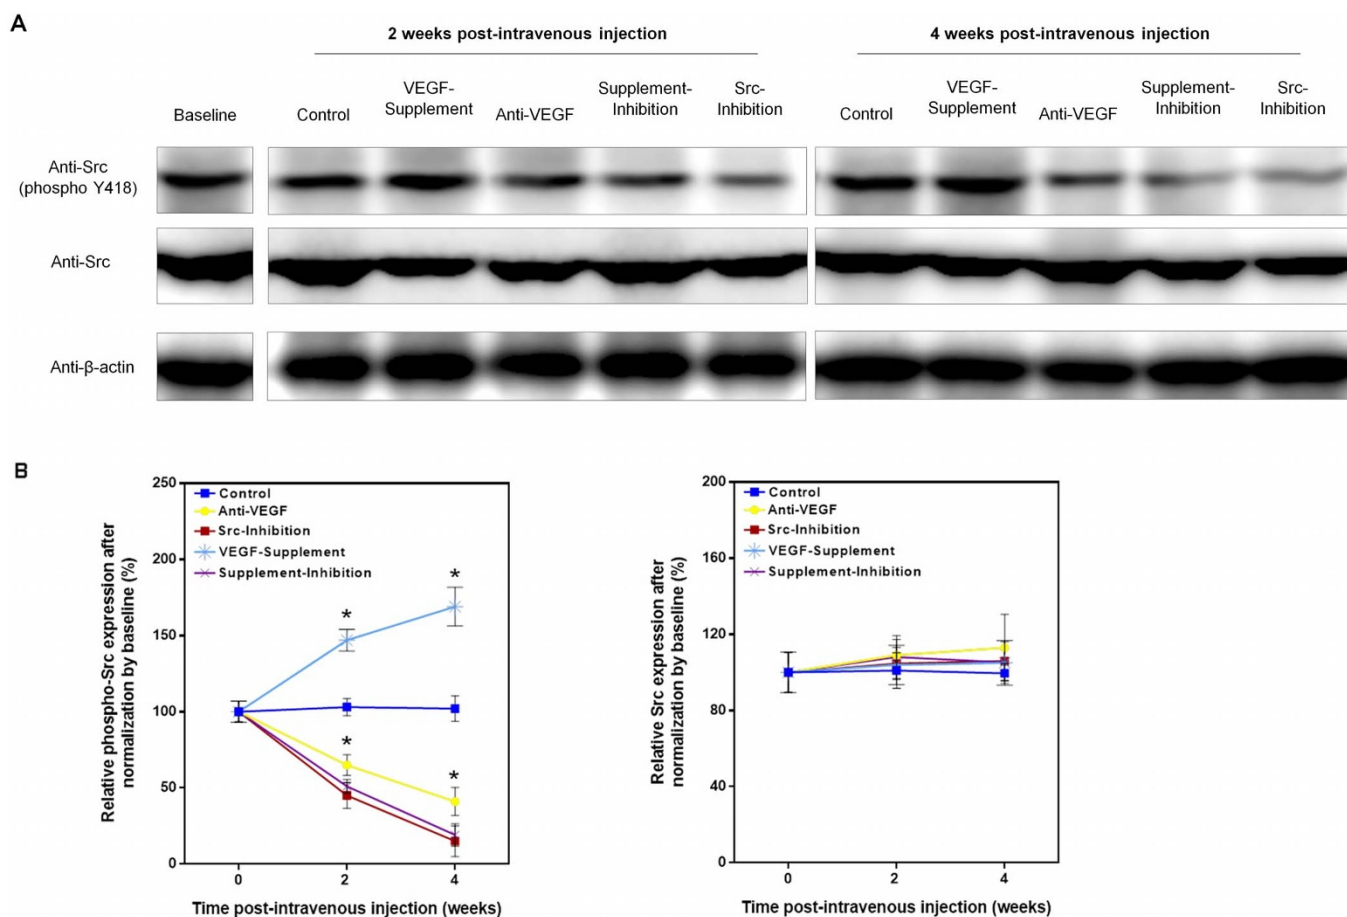 A
2 weeks post-intravenous injection
4 weeks post-intravenous injection
Baseline
Control
VEGF-
Supplement
Anti-VEGF
Supplement-
Inhibition
Src-
Inhibition
Control
VEGF-
Supplement
Anti-VEGF
Supplement-
Inhibition
Src-
Inhibition
Anti-Src
(phospho Y418)
Anti-Src
Anti-β-actin
B
Relative phospho-Src expression after
normalization by baseline (%)
250
200
150
100
50
0
Control
Anti-VEGF
Src-Inhibition
VEGF-Supplement
Supplement-Inhibition
*
*
*
*
0 2 4
Time post-intravenous injection (weeks)
Relative Src expression after
normalization by baseline (%)
200
160
120
80
40
0
Control
Anti-VEGF
Src-Inhibition
VEGF-Supplement
Supplement-Inhibition
0 2 4
Time post-intravenous injection (weeks)